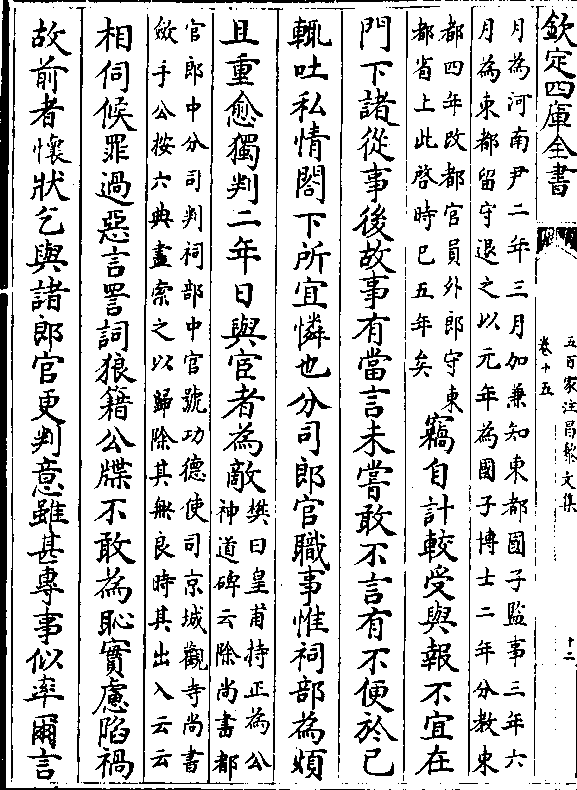 欽定四庫全書
五百家注昌黎文集
卷十五
十二
月為河南尹二年三月加兼知東都國子監事三年六
月為東都留守退之以元年為國子博士二年分教東
都四年改都官員外郎守東
都省上此啓時已五年矣
竊自計較受與報不宜在
門下諸從事後故事有當言未嘗敢不言有不便於己
輒吐私情閤下所宜憐也分司郎官職事惟祠部為煩
且重愈獨判二年日與宦者為敵
樊曰皇甫持正為公
神道碑云除尚書都
官郎中分司判祠部中官號功德使司京城觀寺尚書
斂手公按六典盡索之以歸除其無良時其出入云云
相伺候罪過惡言詈詞狼籍公牒不敢為恥實慮陷禍
故前者懷狀乞與諸郎官更判意雖甚專事似率爾言